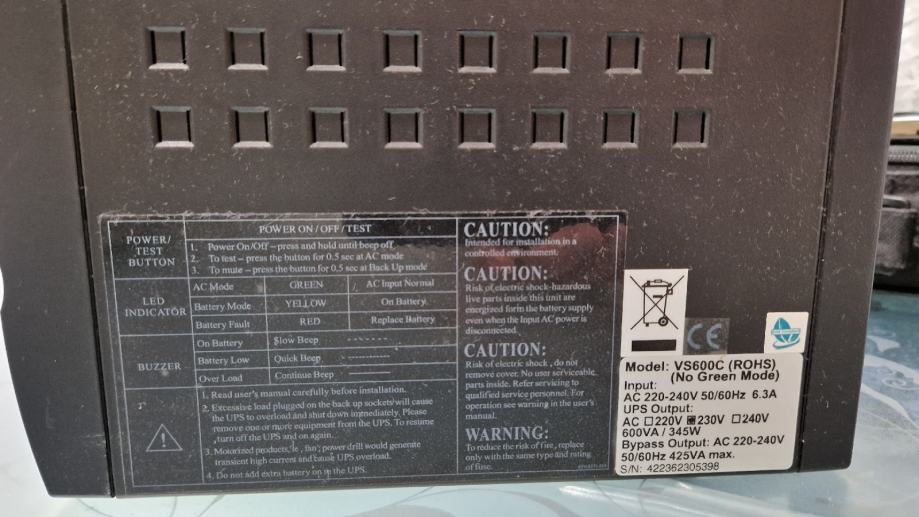 POWER/
TEST
BUTTON
POWER ON / OFF / TEST
1. Power On/Off – press and hold until beep off
2. To test – press the button for 0.5 sec at AC mode
3. To mute – press the button for 0.5 sec at Back Up mode
LED
INDICATOR
AC Mode GREEN AC Input Normal
Battery Mode YELLOW On Battery
Battery Fault RED Replace Battery
BUZZER
On Battery Slow Beep
Battery Low Quick Beep
Over Load Continue Beep
1. Read user's manual carefully before installation.
2. Excessive load plugged on the back up sockets will cause
the UPS to overload and shut down immediately. Please
remove one or more equipment from the UPS. To resume
, turn off the UPS and on again.
3. Motorized products, ie , fan, power drill would generate
transient high current and cause UPS overload.
4. Do not add extra battery on the UPS.
CAUTION:
Intended for installation in a
controlled environment.
CAUTION:
Risk of electric shock-hazardous
live parts inside this unit are
energized form the battery supply
even when the Input AC power is
disconnected.
CAUTION:
Risk of electric shock , do not
remove cover. No user serviceable
parts inside. Refer servicing to
qualified service personnel. For
operation see warning in the user's
manual.
WARNING:
To reduce the risk of fire, replace
only with the same type and rating
of fuse.
CE
Model: VS600C (ROHS)
(No Green Mode)
Input:
AC 220-240V 50/60Hz 6.3A
UPS Output:
AC □220V ▣230V □240V
600VA / 345W
Bypass Output: AC 220-240V
50/60Hz 425VA max.
S/N: 422362305398